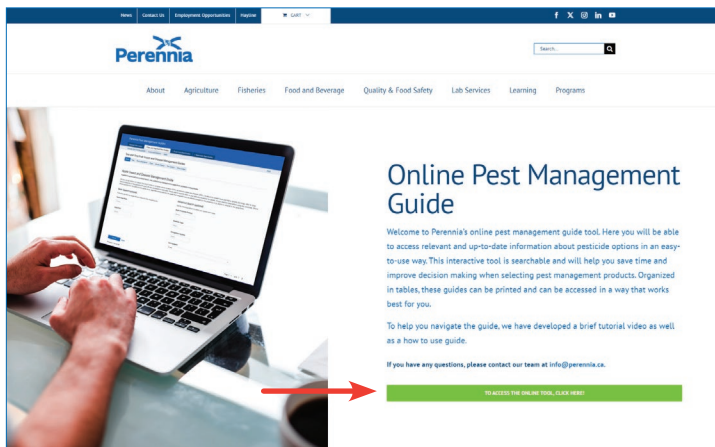 News Contact Us Employment Opportunities Hayline CART
Perennia
Search...
About Agriculture Fisheries Food and Beverage Quality & Food Safety Lab Services Learning Programs
Online Pest Management
Guide
Welcome to Perennia's online pest management guide tool. Here you will be able
to access relevant and up-to-date information about pesticide options in an easy-
to-use way. This interactive tool is searchable and will help you save time and
improve decision making when selecting pest management products. Organized
in tables, these guides can be printed and can be accessed in a way that works
best for you.
To help you navigate the guide, we have developed a brief tutorial video as well
as a how to use guide.
If you have any questions, please contact our team at info@perennia.ca.
TO ACCESS THE ONLINE TOOL, CLICK HERE!